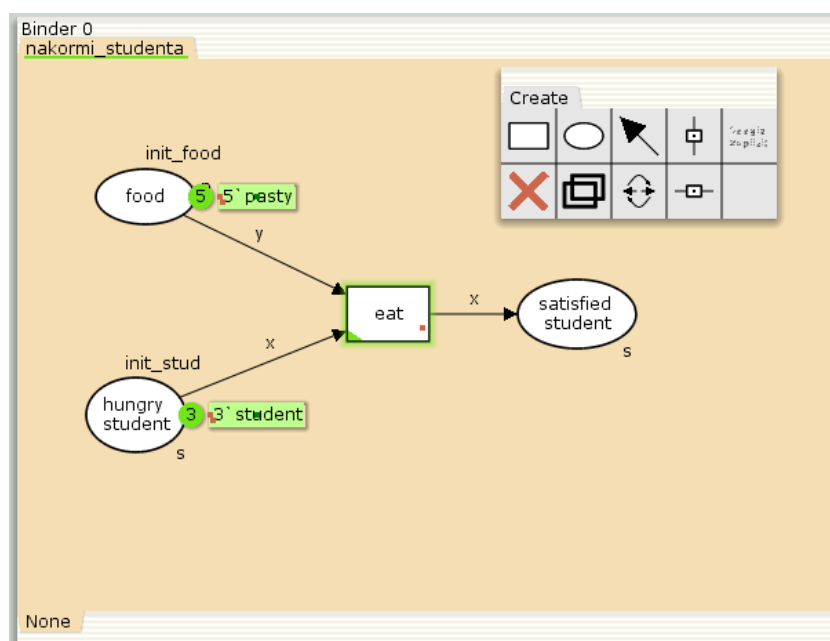 Binder 0
nakormi_studenta
Create
init_food
food
5
5`pasty
y
eat
x
satisfied
student
s
x
init_stud
hungry
student
3
3`student
s
None